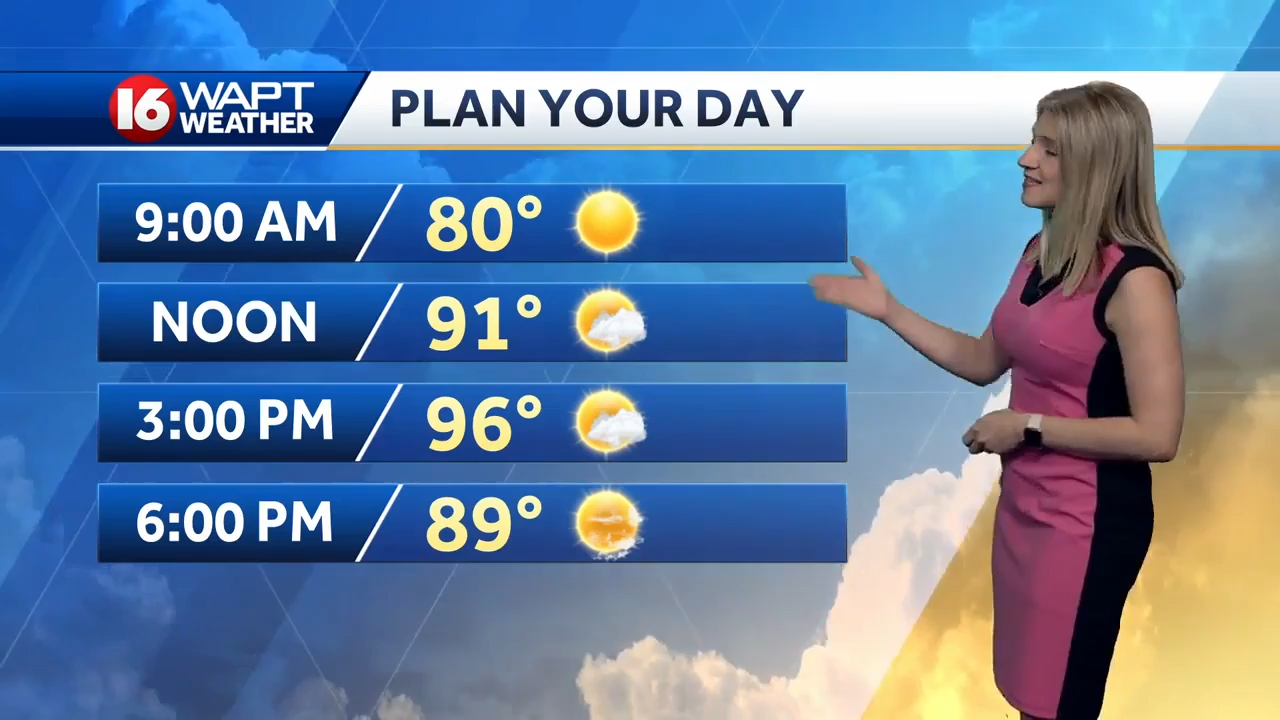 16 WAPT
WEATHER
PLAN YOUR DAY
9:00 AM 80°
NOON 91°
3:00 PM 96°
6:00 PM 89°